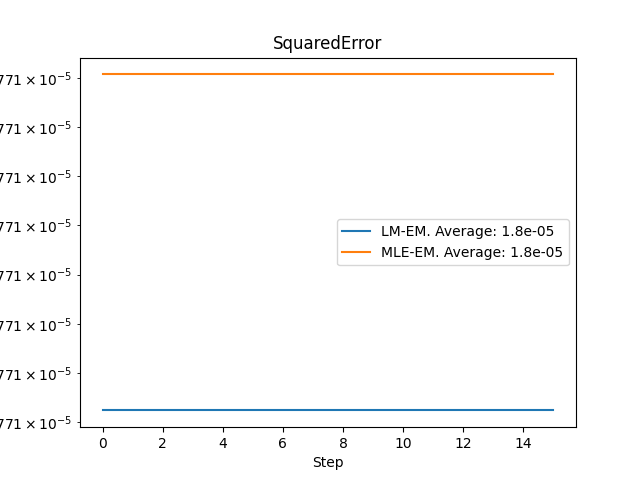 SquaredError
771 × 10⁻⁵
771 × 10⁻⁵
771 × 10⁻⁵
771 × 10⁻⁵
771 × 10⁻⁵
771 × 10⁻⁵
771 × 10⁻⁵
771 × 10⁻⁵
LM-EM. Average: 1.8e-05
MLE-EM. Average: 1.8e-05
0 2 4 6 8 10 12 14
Step